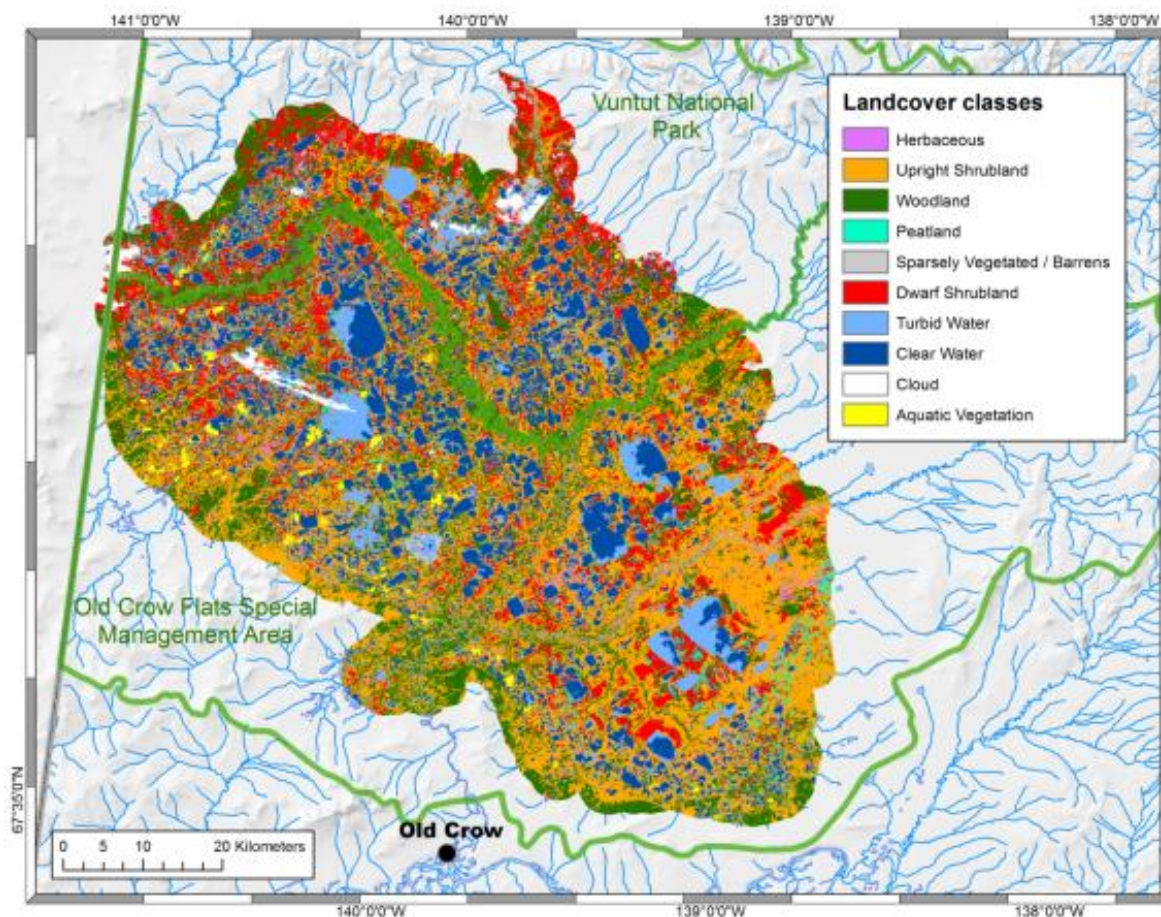 141°0'0"W
140°0'0"W
139°0'0"W
138°0'0"W
Vuntut National
Park
Landcover classes
Herbaceous
Upright Shrubland
Woodland
Peatland
Sparsely Vegetated / Barrens
Dwarf Shrubland
Turbid Water
Clear Water
Cloud
Aquatic Vegetation
Old Crow Flats Special
Management Area
67°35'0"N
Old Crow
0 5 10 20 Kilometers
140°0'0"W
139°0'0"W
138°0'0"W